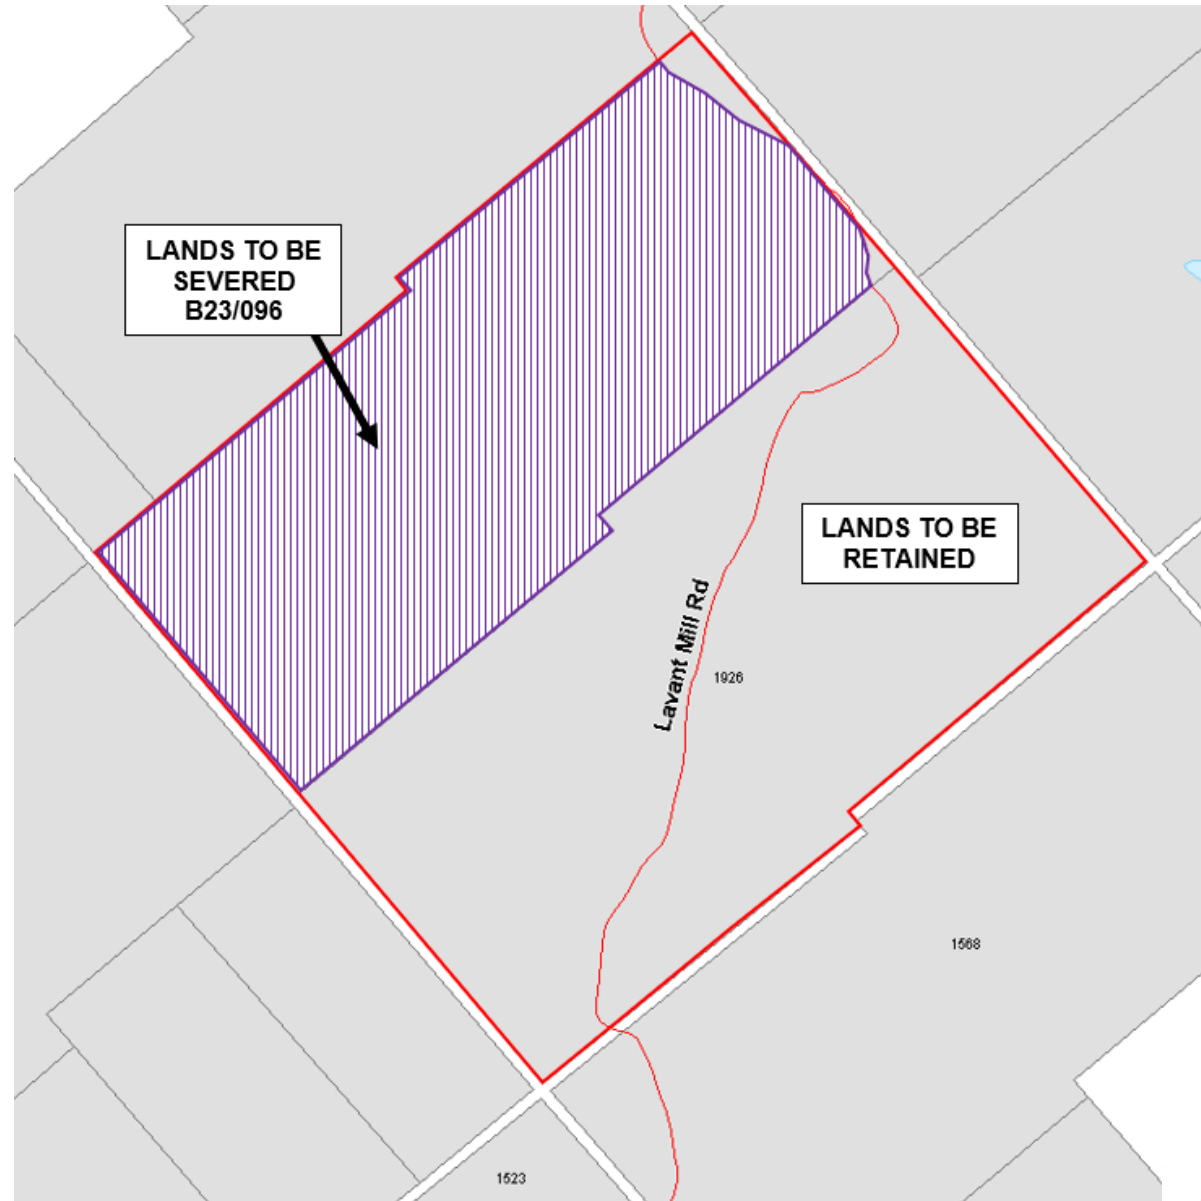 LANDS TO BE
SEVERED
B23/096
LANDS TO BE
RETAINED
Lavant Mill Rd
1926
1568
1523